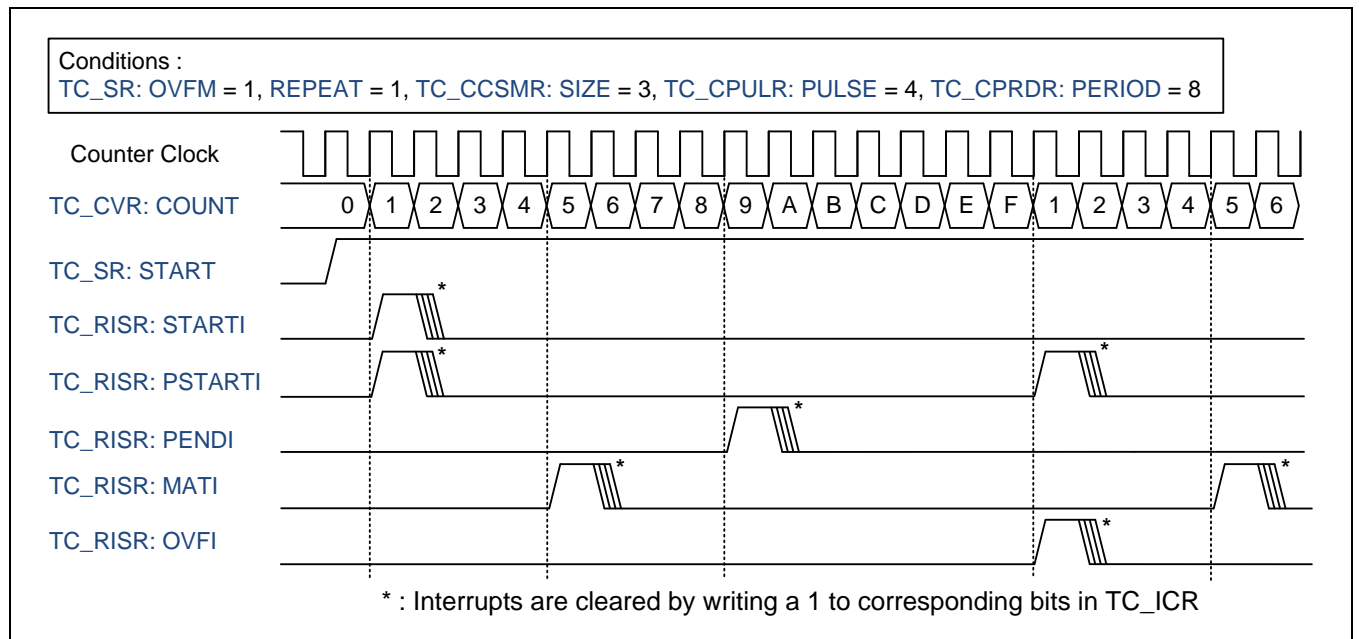 Conditions :
TC_SR: OVFM = 1, REPEAT = 1, TC_CCSMR: SIZE = 3, TC_CPULR: PULSE = 4, TC_CPRDR: PERIOD = 8
Counter Clock
TC_CVR: COUNT 0 1 2 3 4 5 6 7 8 9 A B C D E F 1 2 3 4 5 6
TC_SR: START
*
TC_RISR: STARTI
* *
TC_RISR: PSTARTI
*
TC_RISR: PENDI
* *
TC_RISR: MATI
*
TC_RISR: OVFI
* : Interrupts are cleared by writing a 1 to corresponding bits in TC_ICR